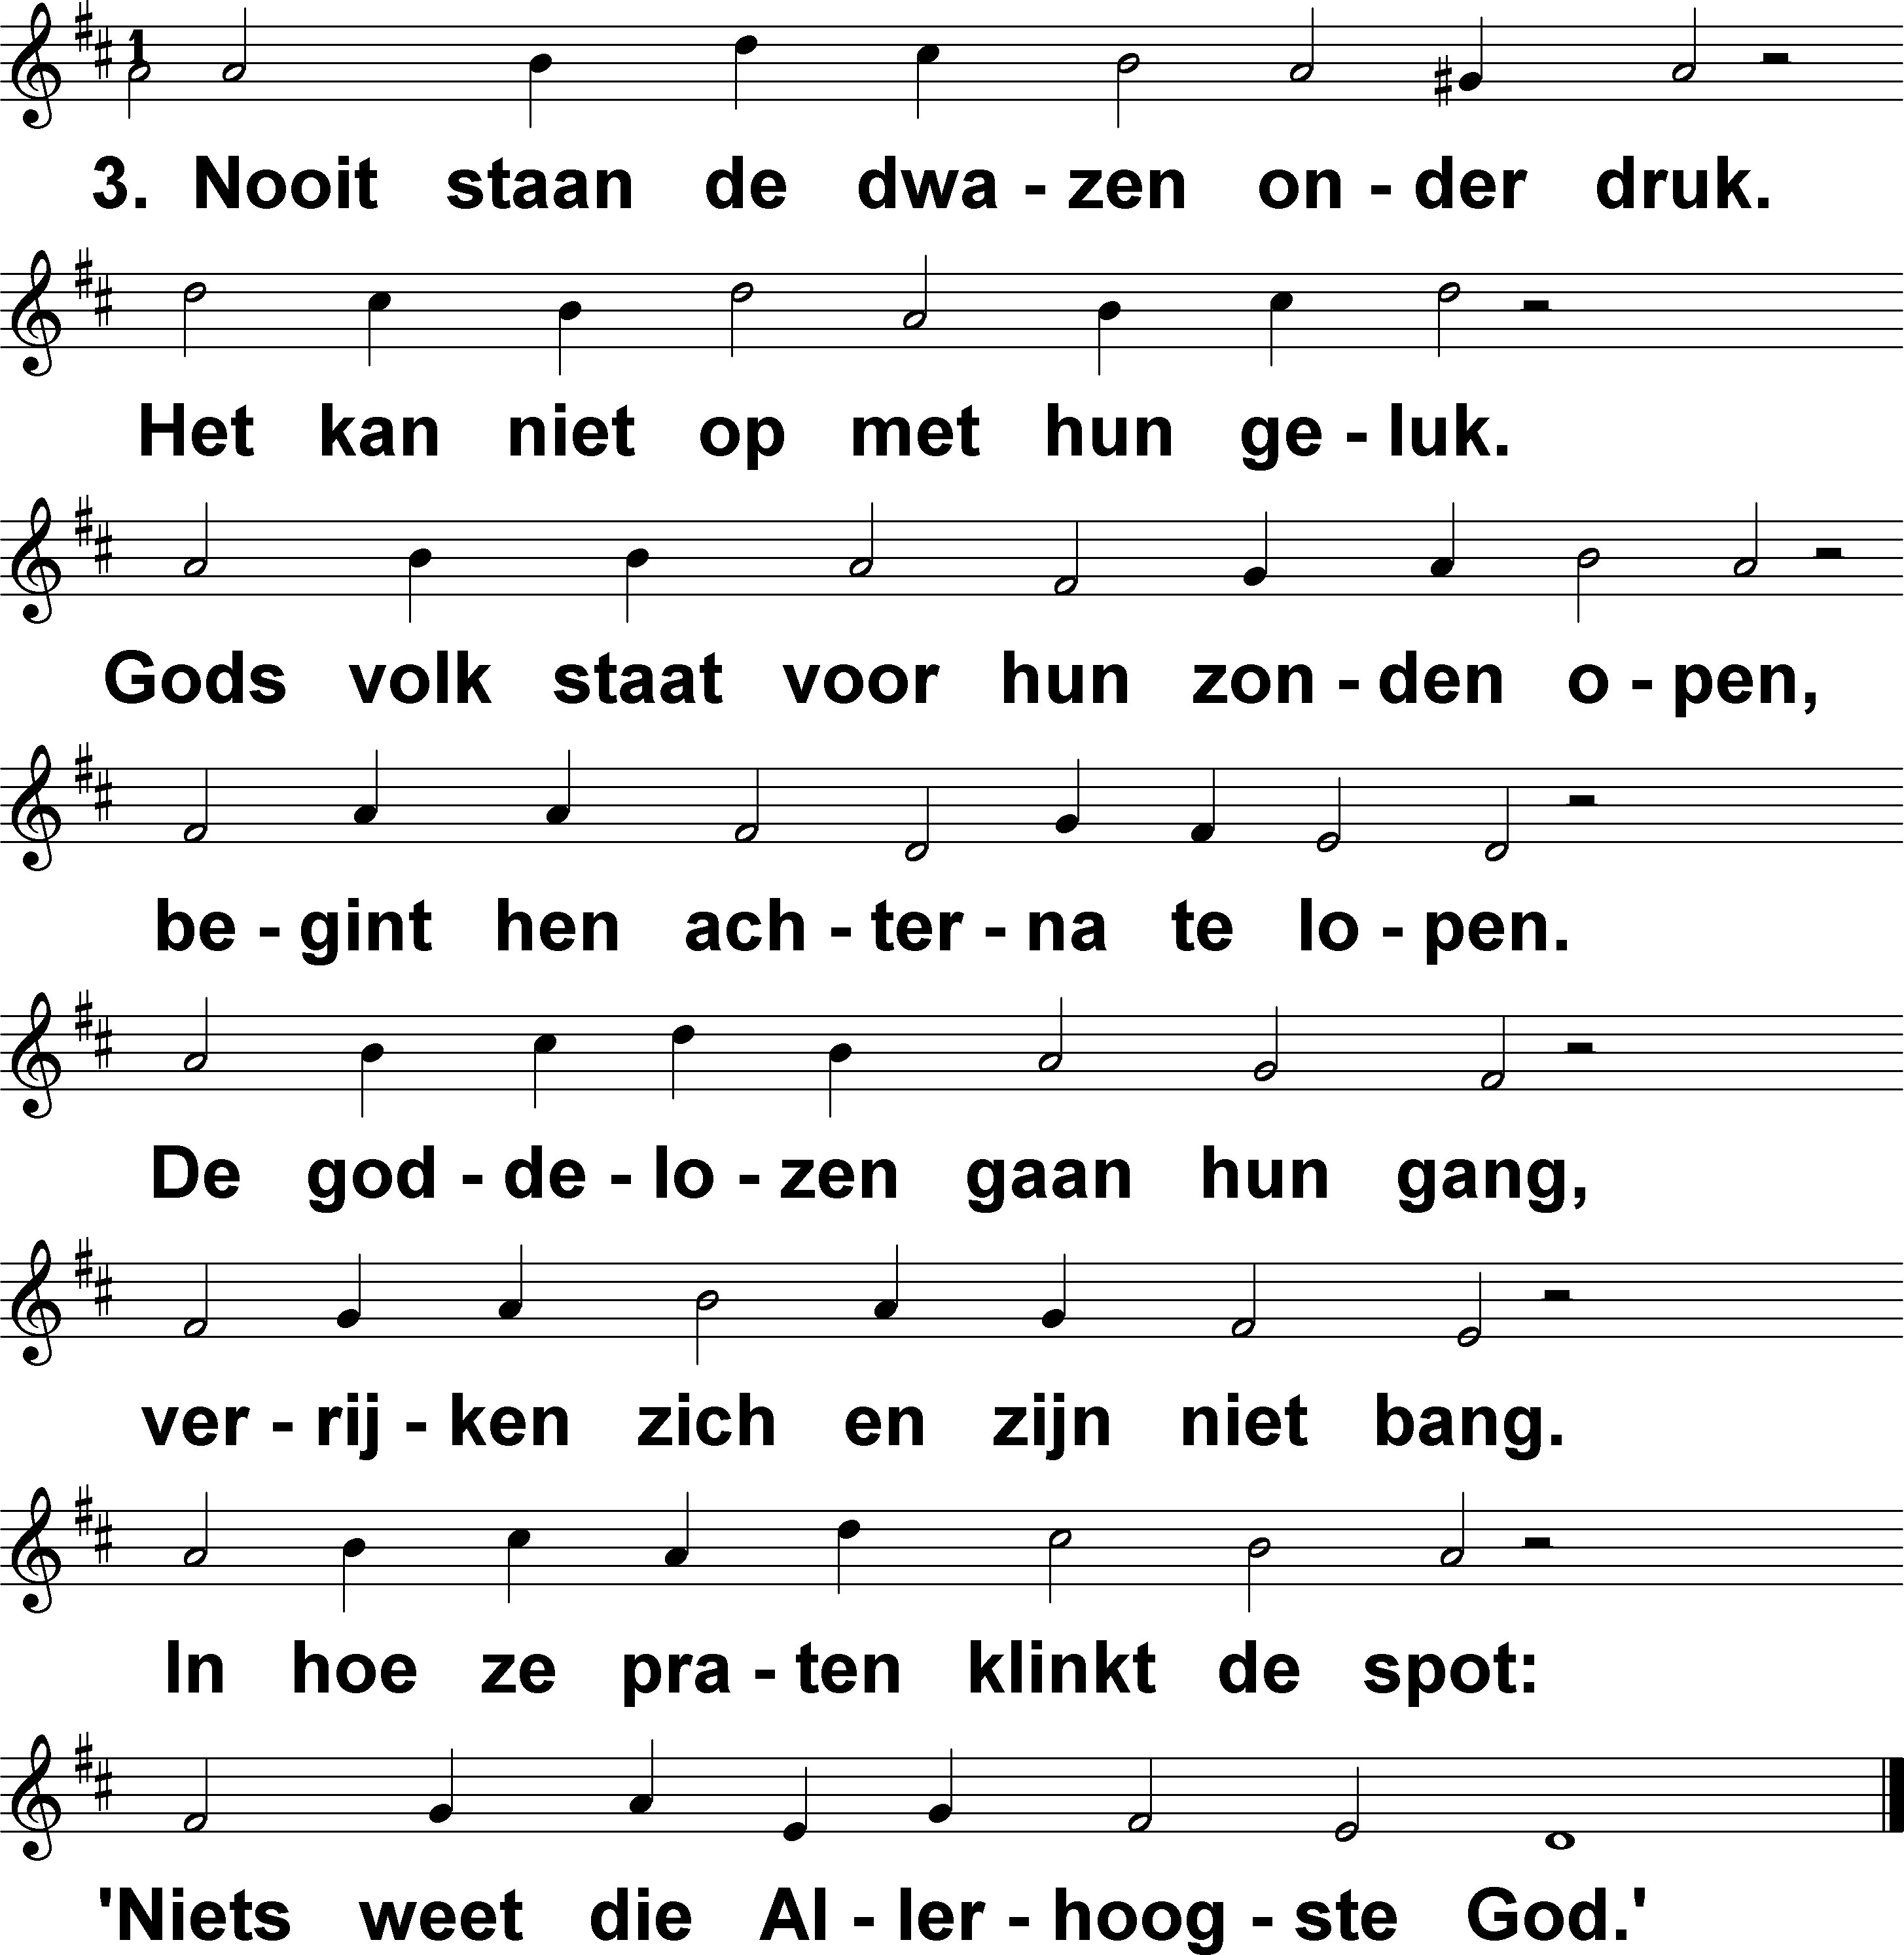 3. Nooit staan de dwa - zen on - der druk.
Het kan niet op met hun ge - luk.
Gods volk staat voor hun zon - den o - pen,
be - gint hen ach - ter - na te lo - pen.
De god - de - lo - zen gaan hun gang,
ver - rij - ken zich en zijn niet bang.
In hoe ze pra - ten klinkt de spot:
'Niets weet die Al - ler - hoog - ste God.'